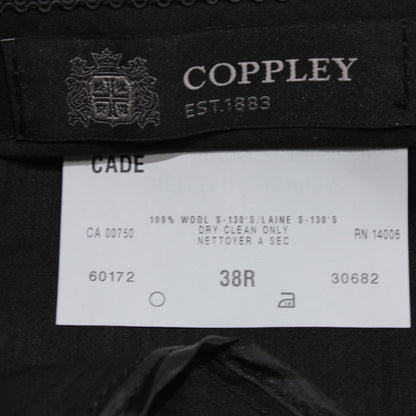 COPPLEY
EST.1883
CADE
100% WOOL S-130'S/LAINE S-130'S
CA 00750 DRY CLEAN ONLY RN 14006
NETTOYER A SEC
60172 38R 30682